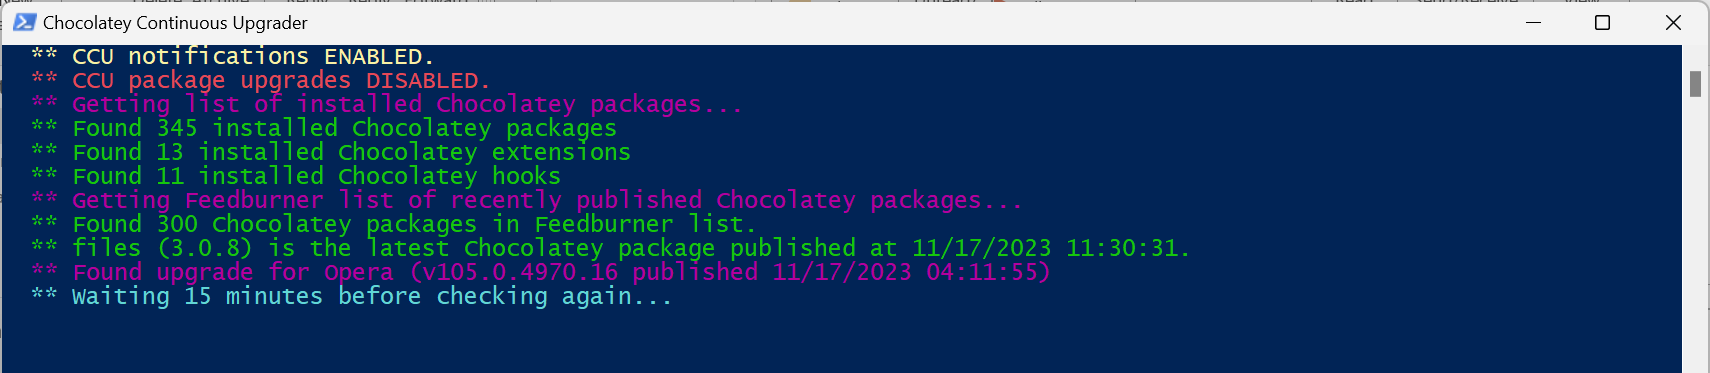 Chocolatey Continuous Upgrader
** CCU notifications ENABLED.
** CCU package upgrades DISABLED.
** Getting list of installed Chocolatey packages...
** Found 345 installed Chocolatey packages
** Found 13 installed Chocolatey extensions
** Found 11 installed Chocolatey hooks
** Getting Feedburner list of recently published Chocolatey packages...
** Found 300 Chocolatey packages in Feedburner list.
** files (3.0.8) is the latest Chocolatey package published at 11/17/2023 11:30:31.
** Found upgrade for Opera (v105.0.4970.16 published 11/17/2023 04:11:55)
** Waiting 15 minutes before checking again...